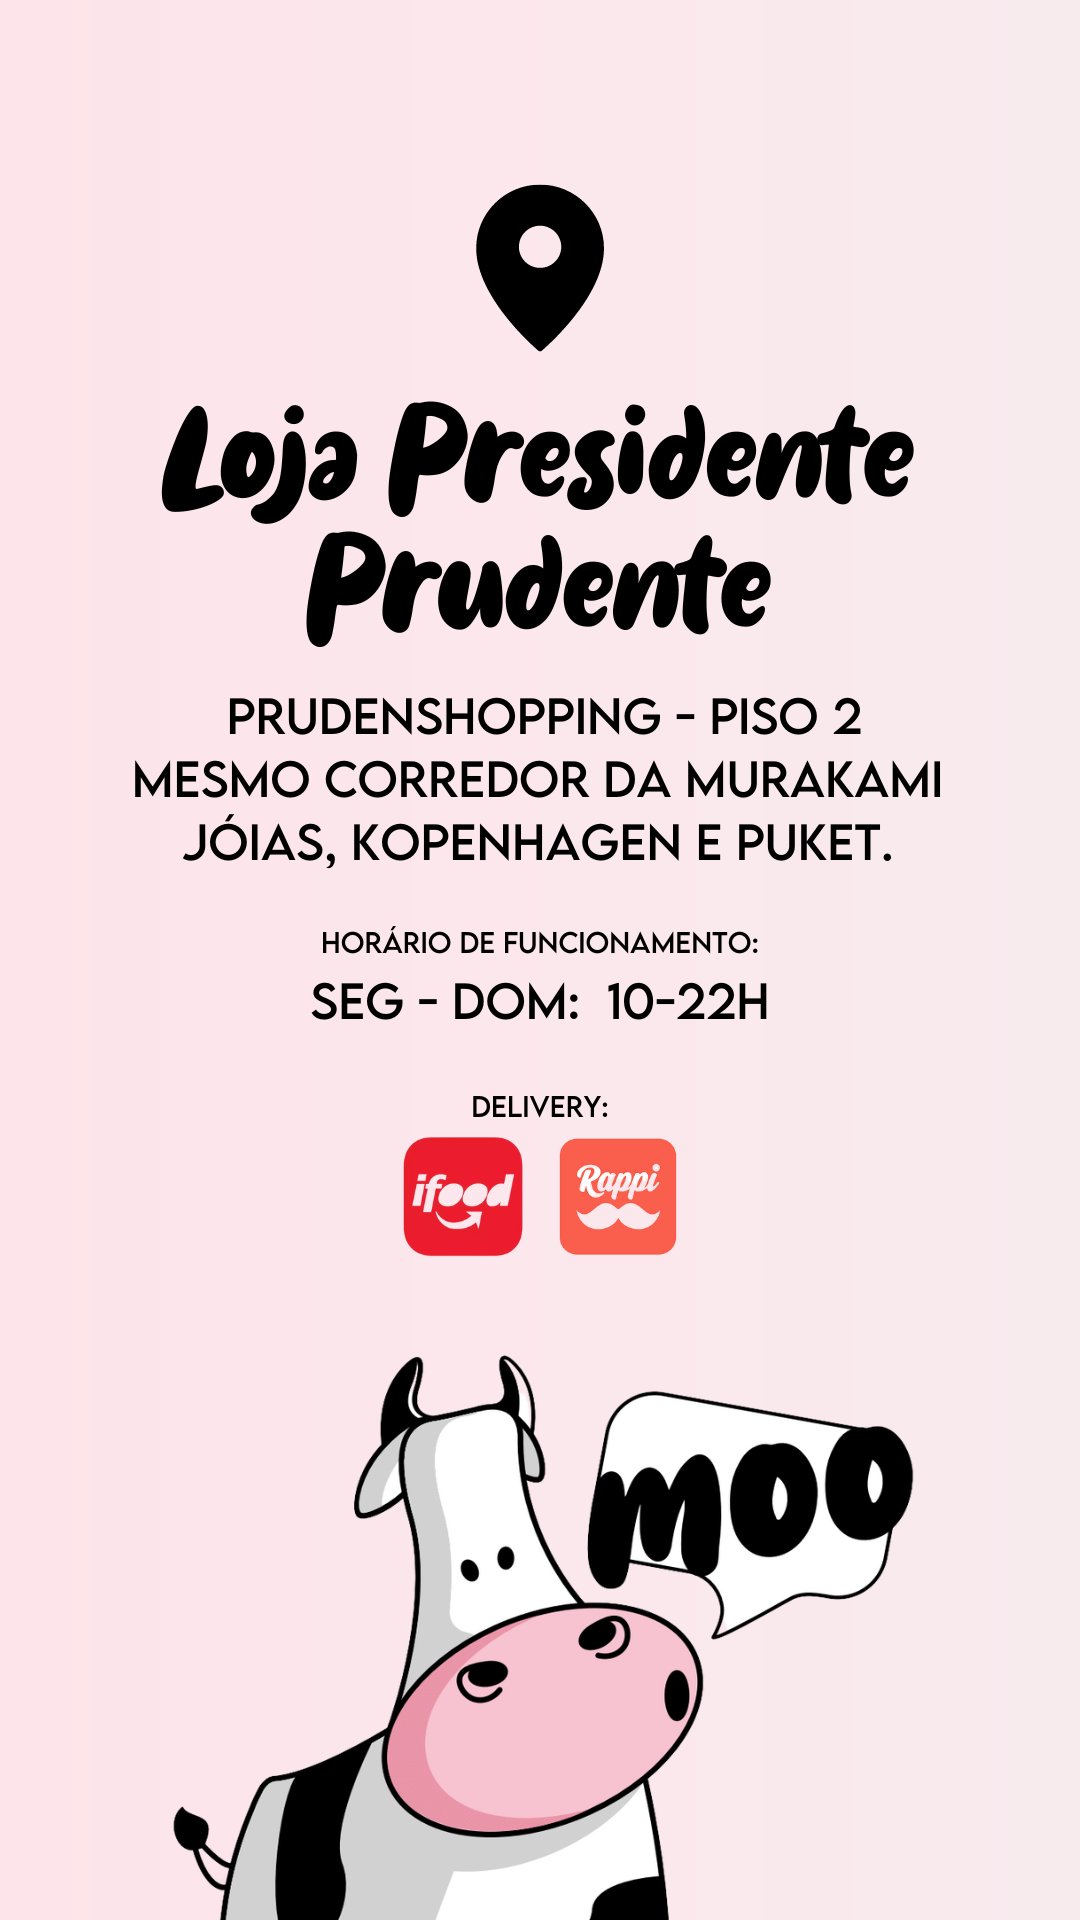 Loja Presidente
Prudente
PRUDENSHOPPING - PISO 2
MESMO CORREDOR DA MURAKAMI
JÓIAS, KOPENHAGEN E PUKET.
HORÁRIO DE FUNCIONAMENTO:
SEG - DOM: 10-22H
DELIVERY:
ifood
Rappi
MOO